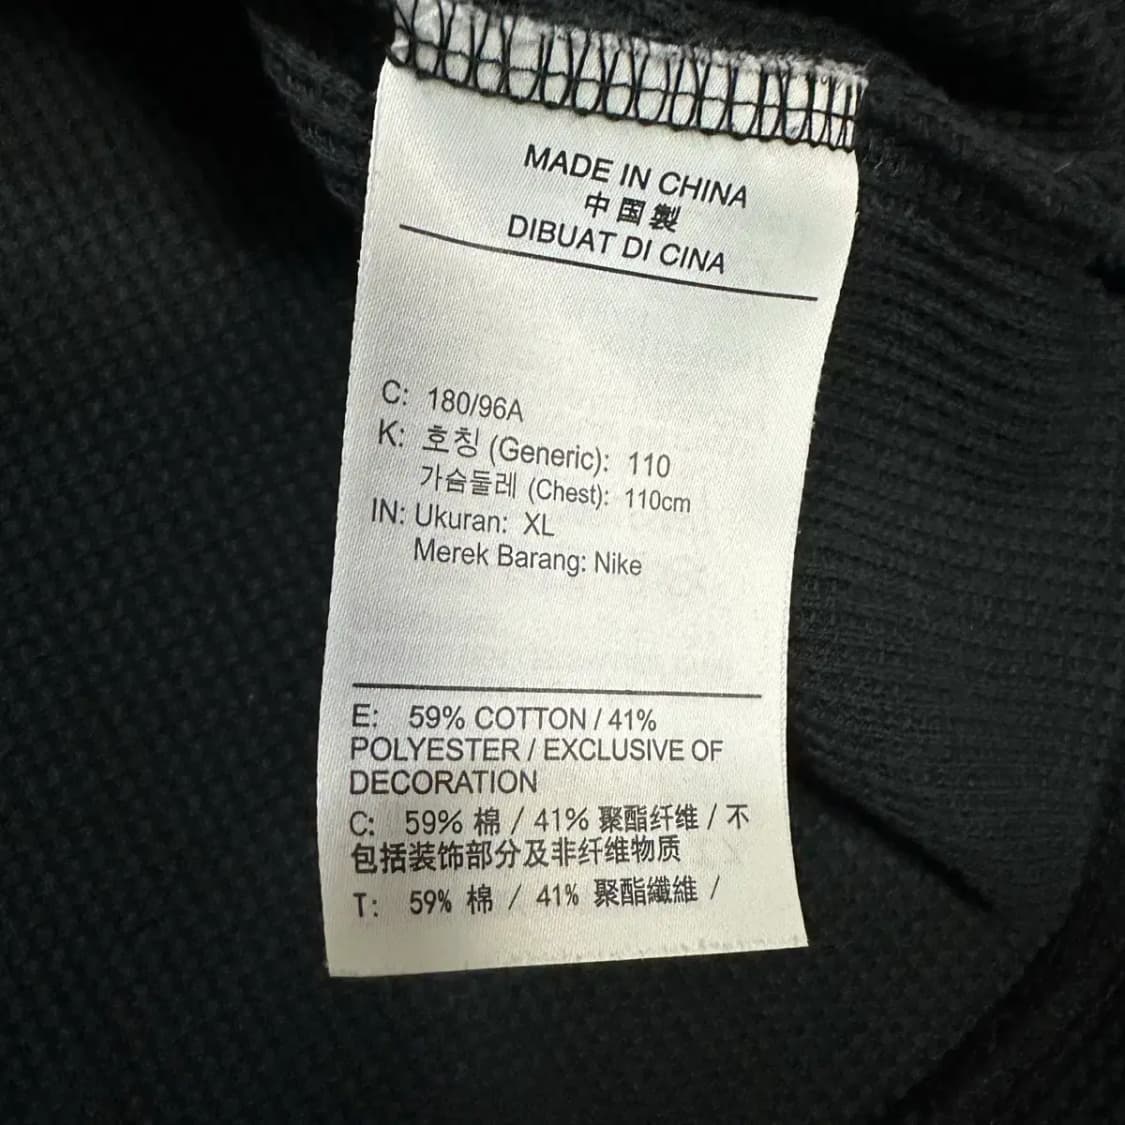 MADE IN CHINA
中国製
DIBUAT DI CINA
C: 180/96A
K: 호칭 (Generic): 110
가슴둘레 (Chest): 110cm
IN: Ukuran: XL
Merek Barang: Nike
E: 59% COTTON / 41%
POLYESTER / EXCLUSIVE OF
DECORATION
C: 59% 棉 / 41% 聚酯纤维 / 不
包括装饰部分及非纤维物质
T: 59% 棉 / 41% 聚酯纖維 /